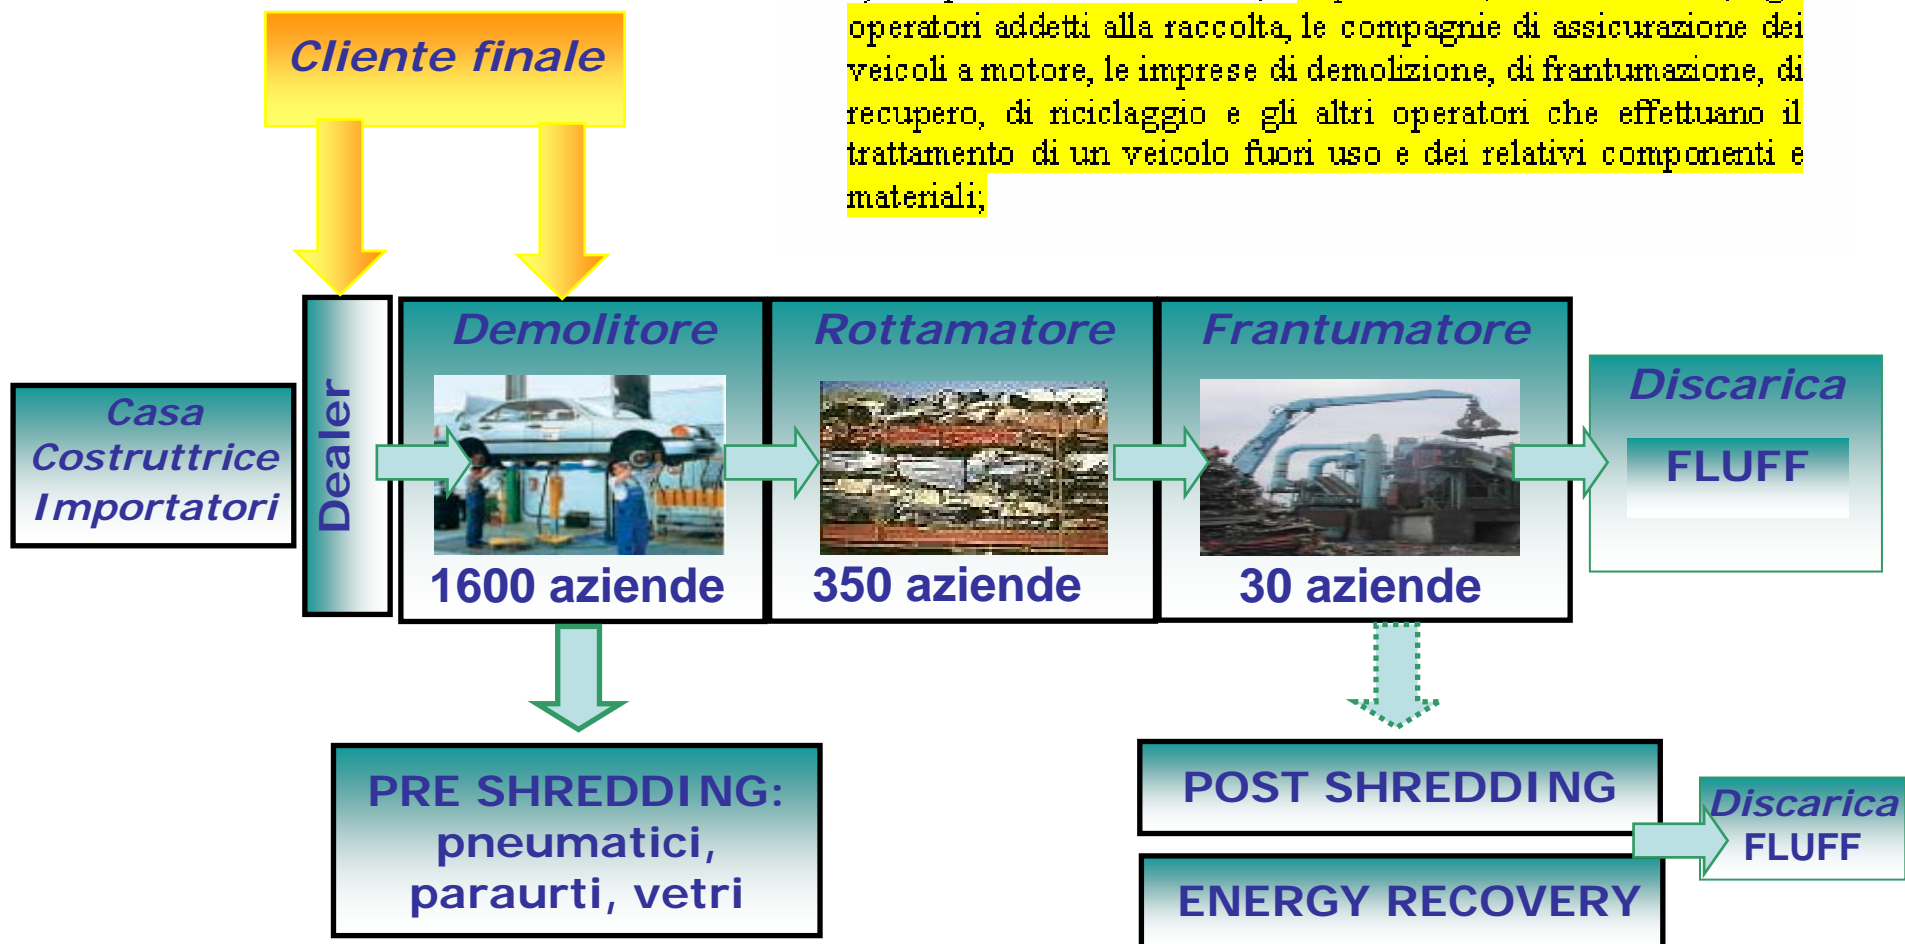 operatori addetti alla raccolta, le compagnie di assicurazione dei
veicoli a motore, le imprese di demolizione, di frantumazione, di
recupero, di riciclaggio e gli altri operatori che effettuano il
trattamento di un veicolo fuori uso e dei relativi componenti e
materiali;
Cliente finale
Casa
Costruttrice
Importatori
Dealer
Demolitore
1600 aziende
Rottamatore
350 aziende
Frantumatore
30 aziende
Discarica
FLUFF
PRE SHREDDING:
pneumatici,
paraurti, vetri
POST SHREDDING
ENERGY RECOVERY
Discarica
FLUFF